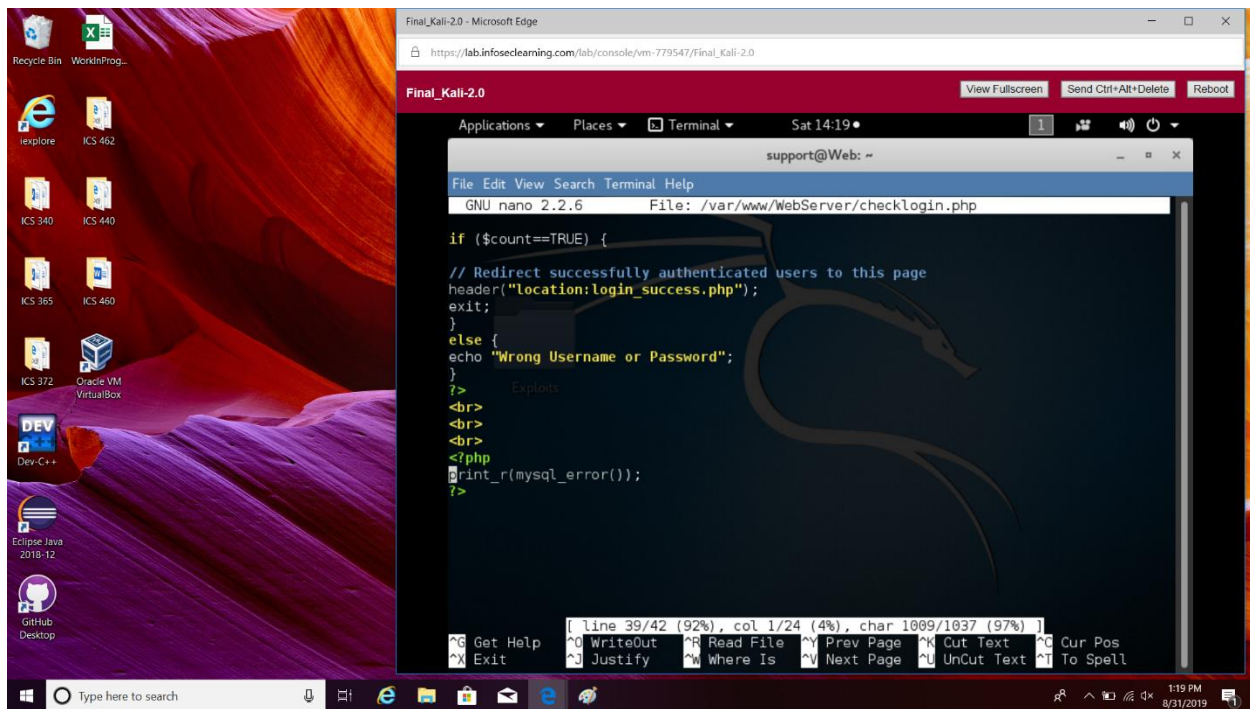 Recycle Bin
WorkInProg...
iexplore
ICS 462
ICS 340
ICS 440
ICS 365
ICS 460
ICS 372
Oracle VM
VirtualBox
DEV
Dev-C++
Eclipse Java
2018-12
GitHub
Desktop
Final_Kali-2.0 - Microsoft Edge
https://lab.infoseclearning.com/lab/console/vm-779547/Final_Kali-2.0
Final_Kali-2.0 View Fullscreen Send Ctrl+Alt+Delete Reboot
Applications Places Terminal Sat 14:19 1
support@Web: ~
File Edit View Search Terminal Help
GNU nano 2.2.6 File: /var/www/WebServer/checklogin.php
if ($count==TRUE) {
// Redirect successfully authenticated users to this page
header("location:login_success.php");
exit;
}
else {
echo "Wrong Username or Password";
}
?>
Exploits
<br>
<br>
<br>
<?php
print_r(mysql_error());
?>
[ line 39/42 (92%), col 1/24 (4%), char 1009/1037 (97%) ]
^G Get Help ^O WriteOut ^R Read File ^Y Prev Page ^K Cut Text ^C Cur Pos
^X Exit ^J Justify ^W Where Is ^V Next Page ^U UnCut Text ^T To Spell
Type here to search
1:19 PM
8/31/2019
1